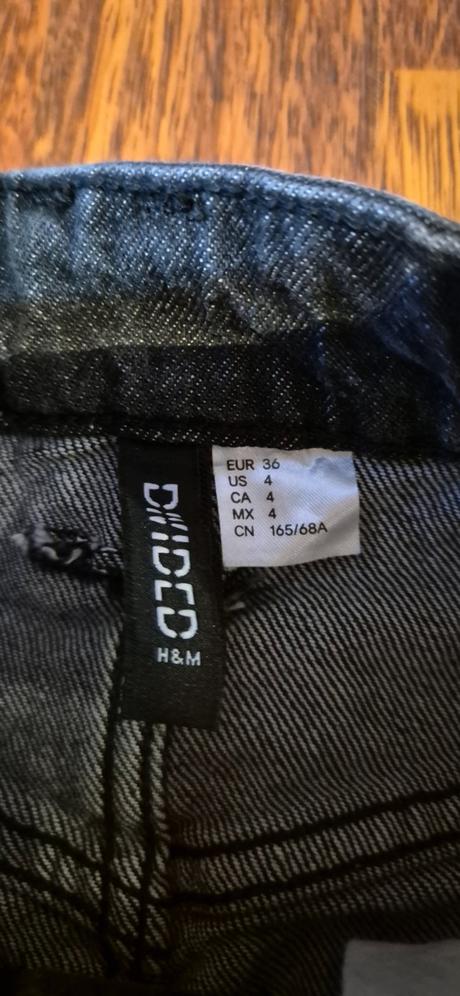 DIVIDED
H&M
EUR 36
US 4
CA 4
MX 4
CN 165/68A